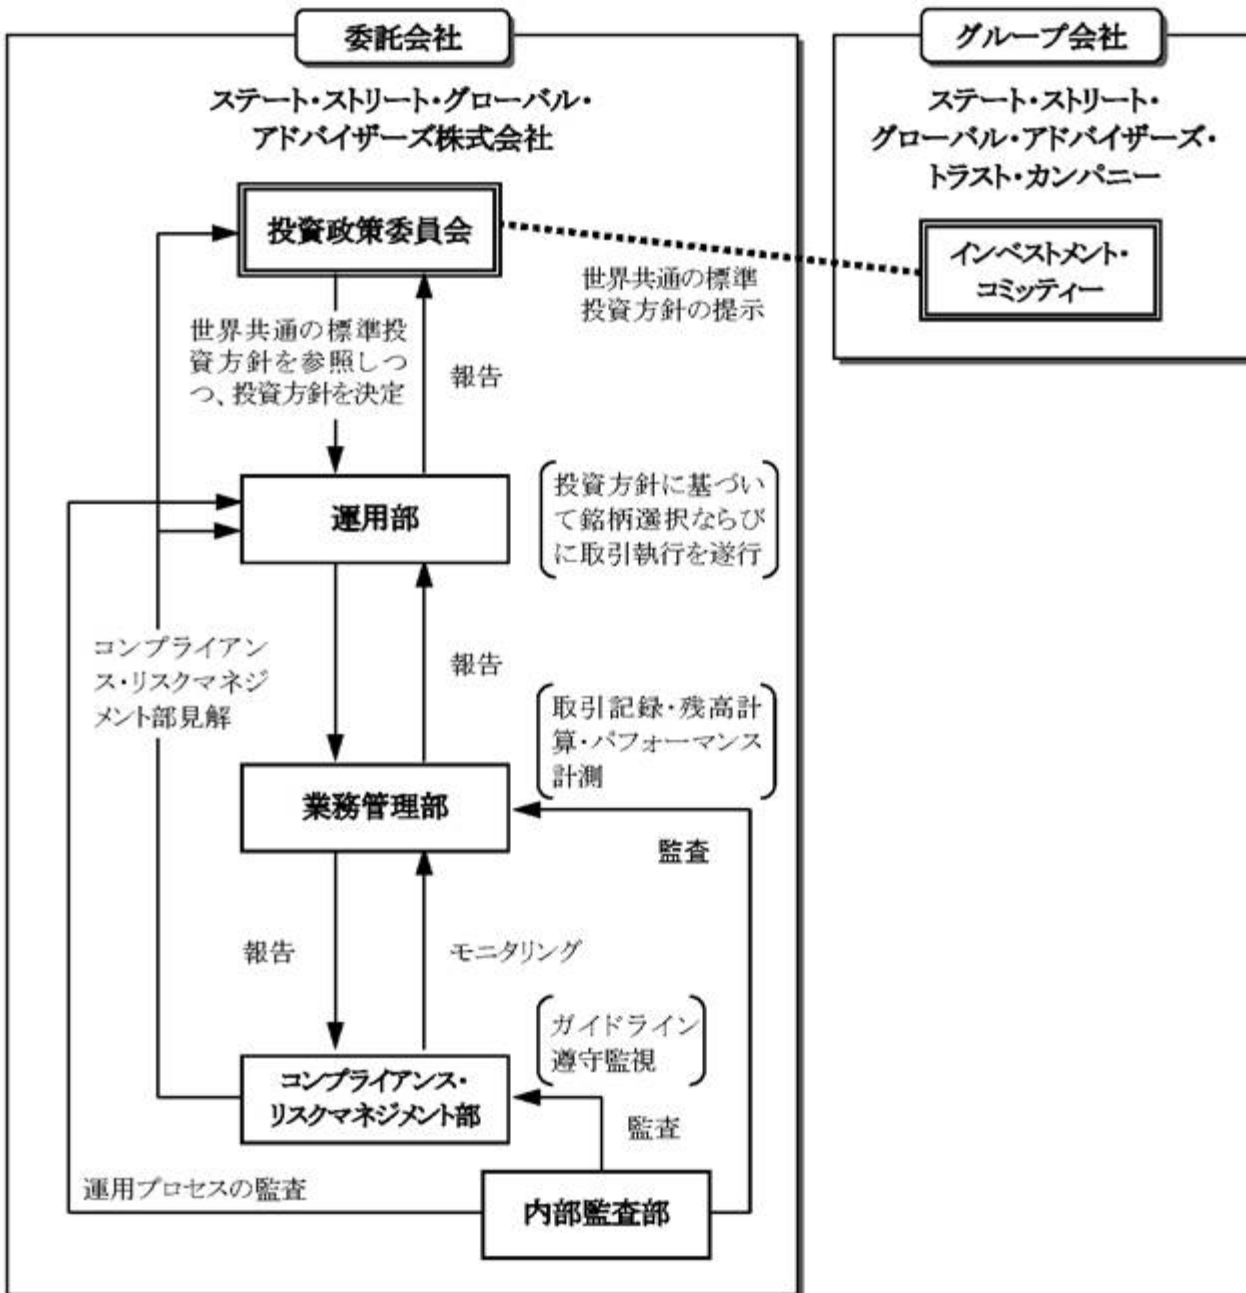 委託会社
ステート・ストリート・グローバル・
アドバイザーズ株式会社
グループ会社
ステート・ストリート・
グローバル・アドバイザーズ・
トラスト・カンパニー
投資政策委員会
インベストメント・
コミッティー
世界共通の標準
投資方針の提示
世界共通の標準投
資方針を参照しつ
つ、投資方針を決定
報告
運用部
投資方針に基づい
て銘柄選択ならび
に取引執行を遂行
コンプライアン
ス・リスクマネジ
メント部見解
報告
取引記録・残高計
算・パフォーマンス
計測
業務管理部
監査
報告
モニタリング
ガイドライン
遵守監視
コンプライアンス・
リスクマネジメント部
監査
運用プロセスの監査
内部監査部